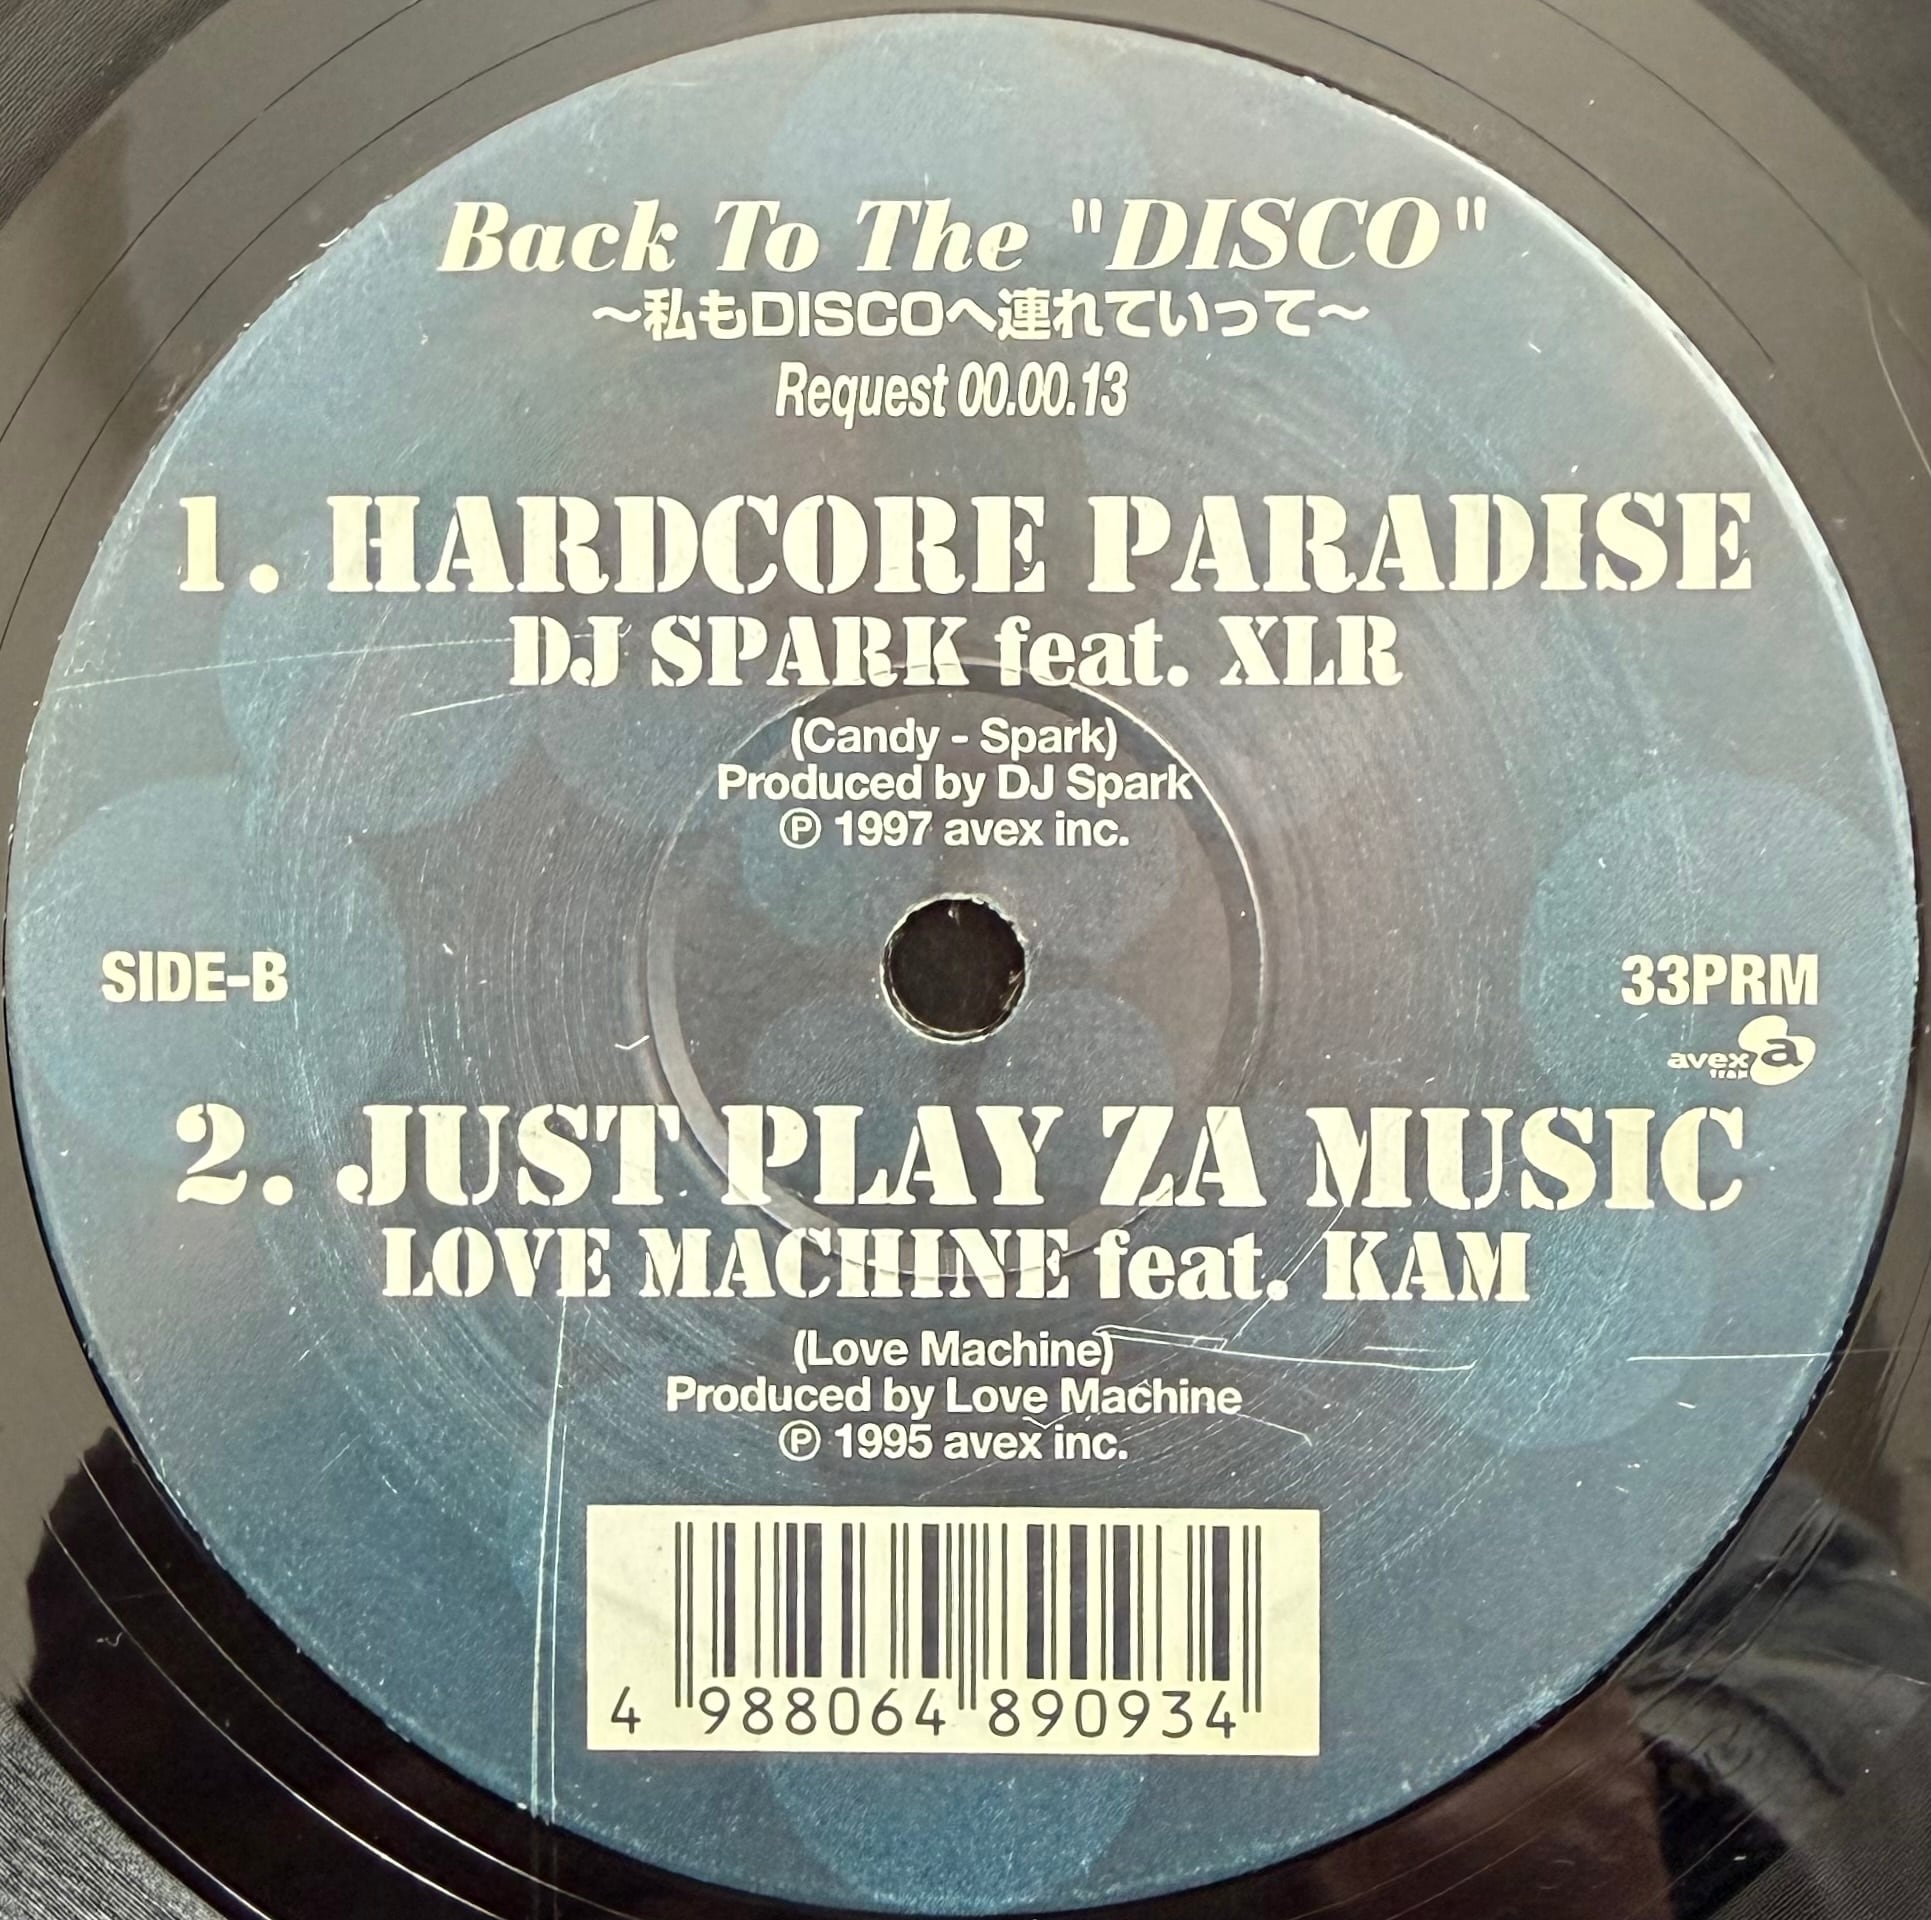 Back To The "DISCO"
～私もDISCOへ連れていって～
Request 00.00.13
1. HARDCORE PARADISE
DJ SPARK feat. XLR
(Candy - Spark)
Produced by DJ Spark
Ⓟ 1997 avex inc.
SIDE-B
33PRM
avex a
trax
2. JUST PLAY ZA MUSIC
LOVE MACHINE feat. KAM
(Love Machine)
Produced by Love Machine
Ⓟ 1995 avex inc.
4 988064 890934